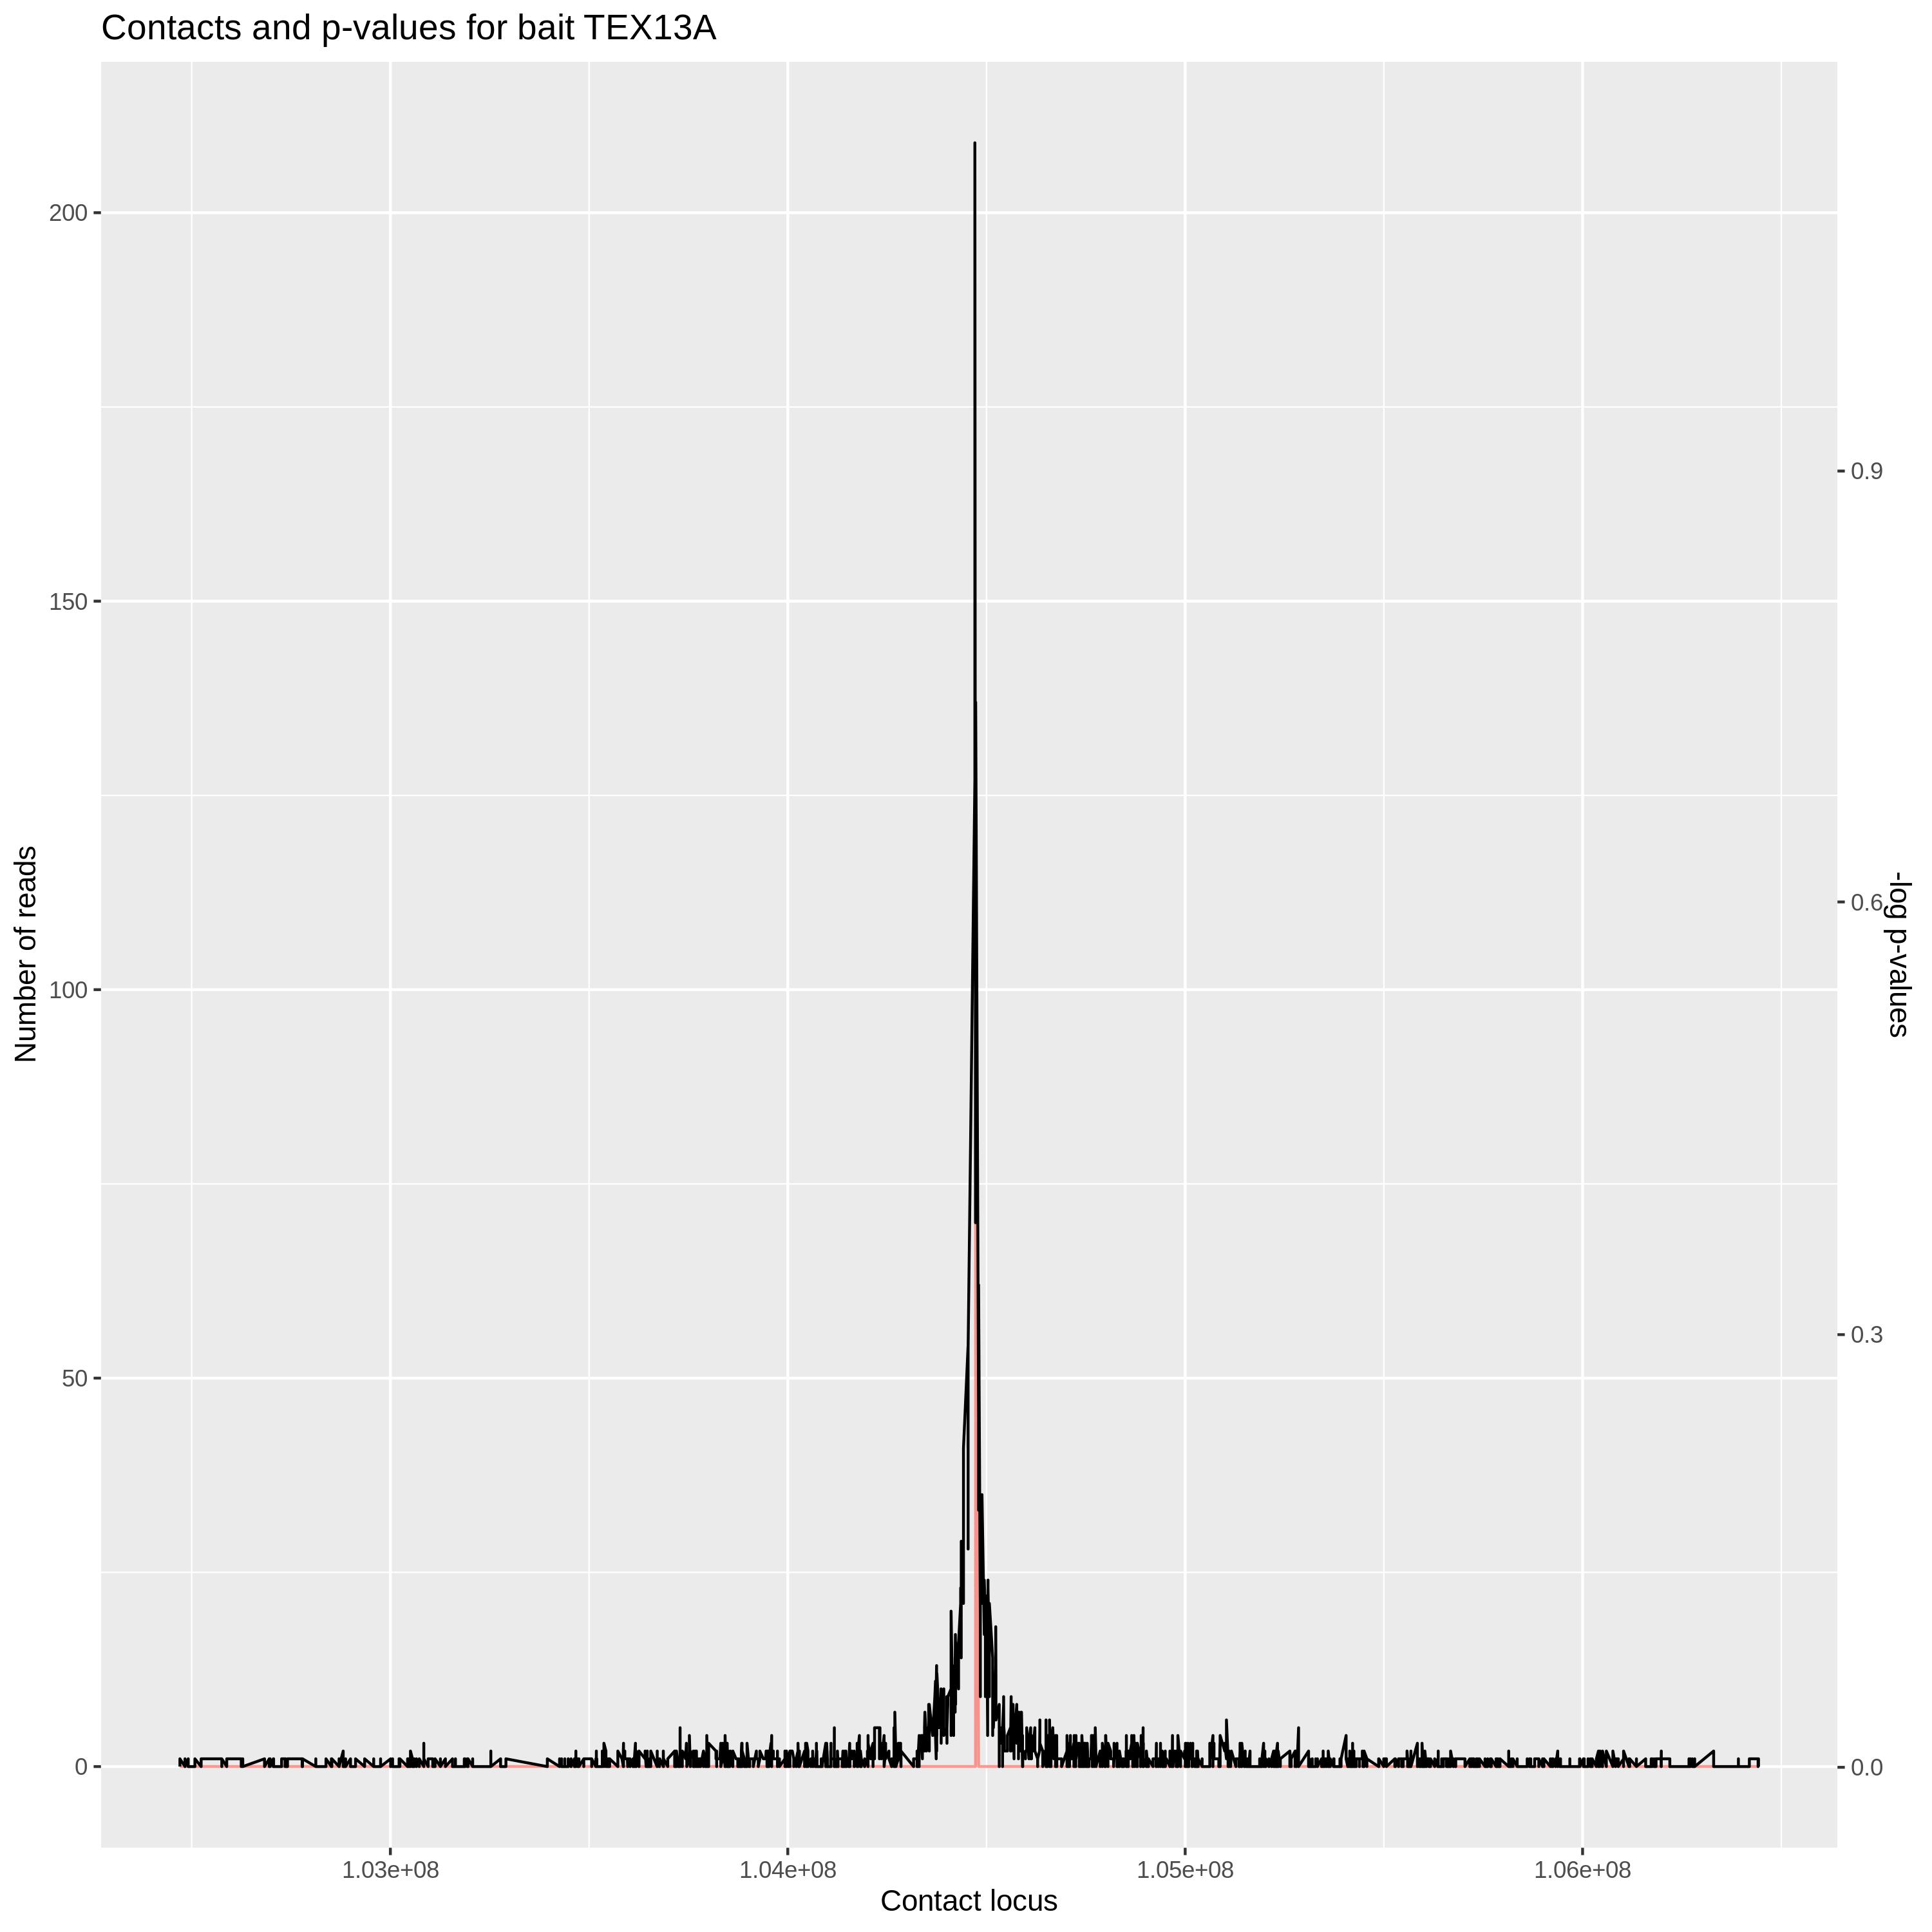 Contacts and p-values for bait TEX13A
200
150
100
50
0
Number of reads
0.9
0.6
0.3
0.0
-log p-values
1.03e+08
1.04e+08
1.05e+08
1.06e+08
Contact locus